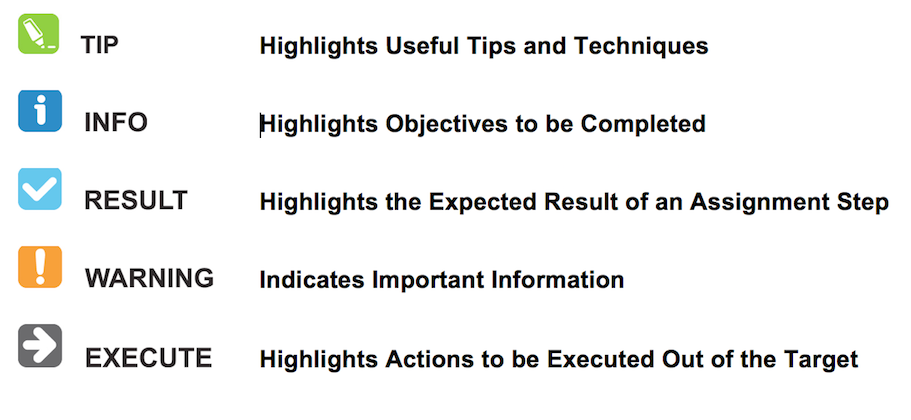 TIP Highlights Useful Tips and Techniques
INFO Highlights Objectives to be Completed
RESULT Highlights the Expected Result of an Assignment Step
WARNING Indicates Important Information
EXECUTE Highlights Actions to be Executed Out of the Target